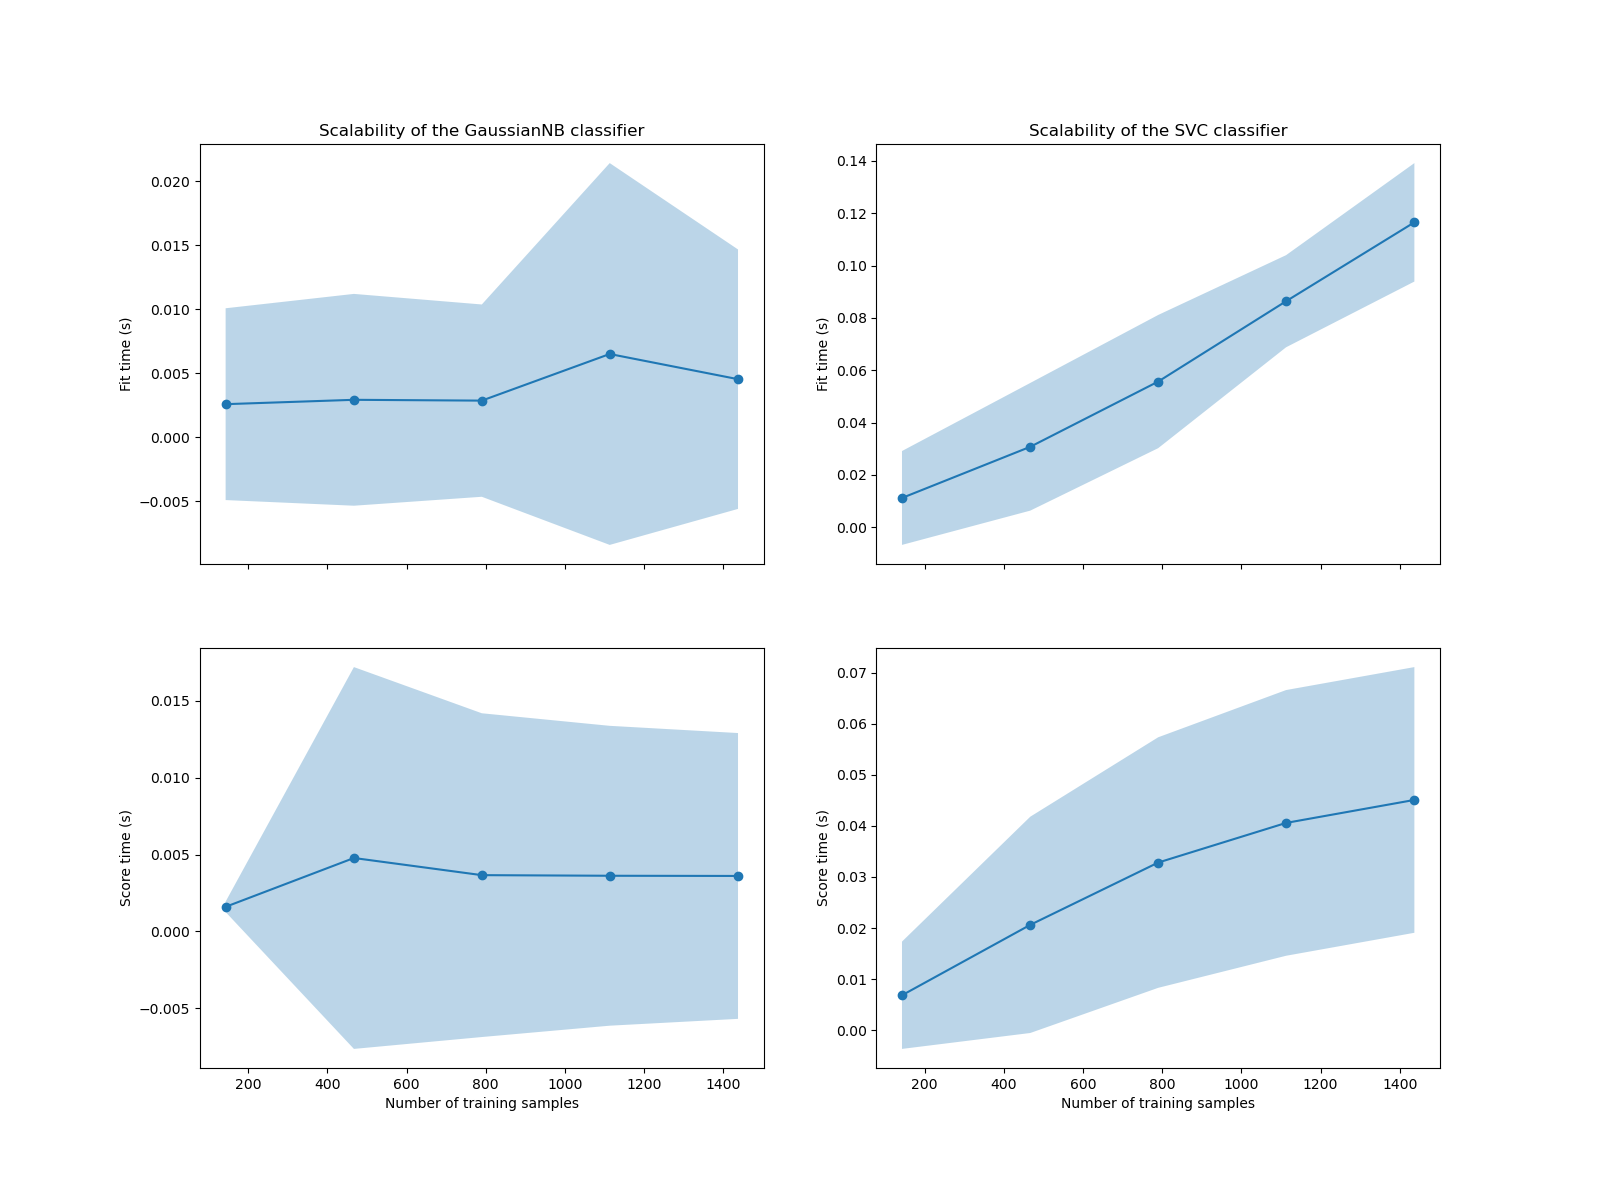 Scalability of the GaussianNB classifier
0.020
0.015
0.010
0.005
0.000
−0.005
Fit time (s)
Scalability of the SVC classifier
0.14
0.12
0.10
0.08
0.06
0.04
0.02
0.00
Fit time (s)
0.015
0.010
0.005
0.000
−0.005
Score time (s)
200 400 600 800 1000 1200 1400
Number of training samples
0.07
0.06
0.05
0.04
0.03
0.02
0.01
0.00
Score time (s)
200 400 600 800 1000 1200 1400
Number of training samples